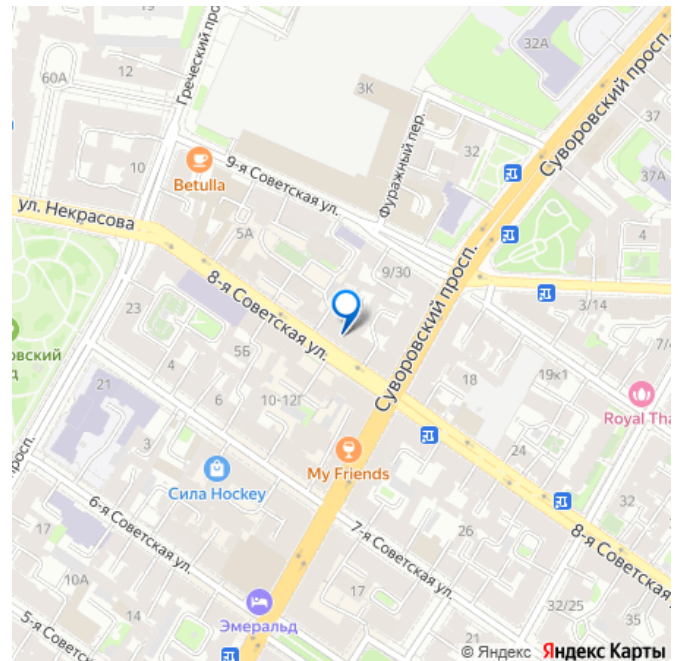 32А
12
60А
3К
Греческий прос
Суворовский просп.
37
Фуражный пер.
32
10
Betulla
9-я Советская ул.
37А
ул. Некрасова
5А
4
9/30
8-я Советская ул.
3/14
23
5Б
7/4
овский
д
4
Суворовский просп.
19к1
18
21
6
10-12Г
Royal Tha
3
My Friends
24
Сила Hockey
32
просп.
17
6-я Советская ул.
26
8-я Советская
7-я Советская ул.
10А
17
32/25
35
5-я Советс
Эмеральд
21
© Яндекс Яндекс Карты